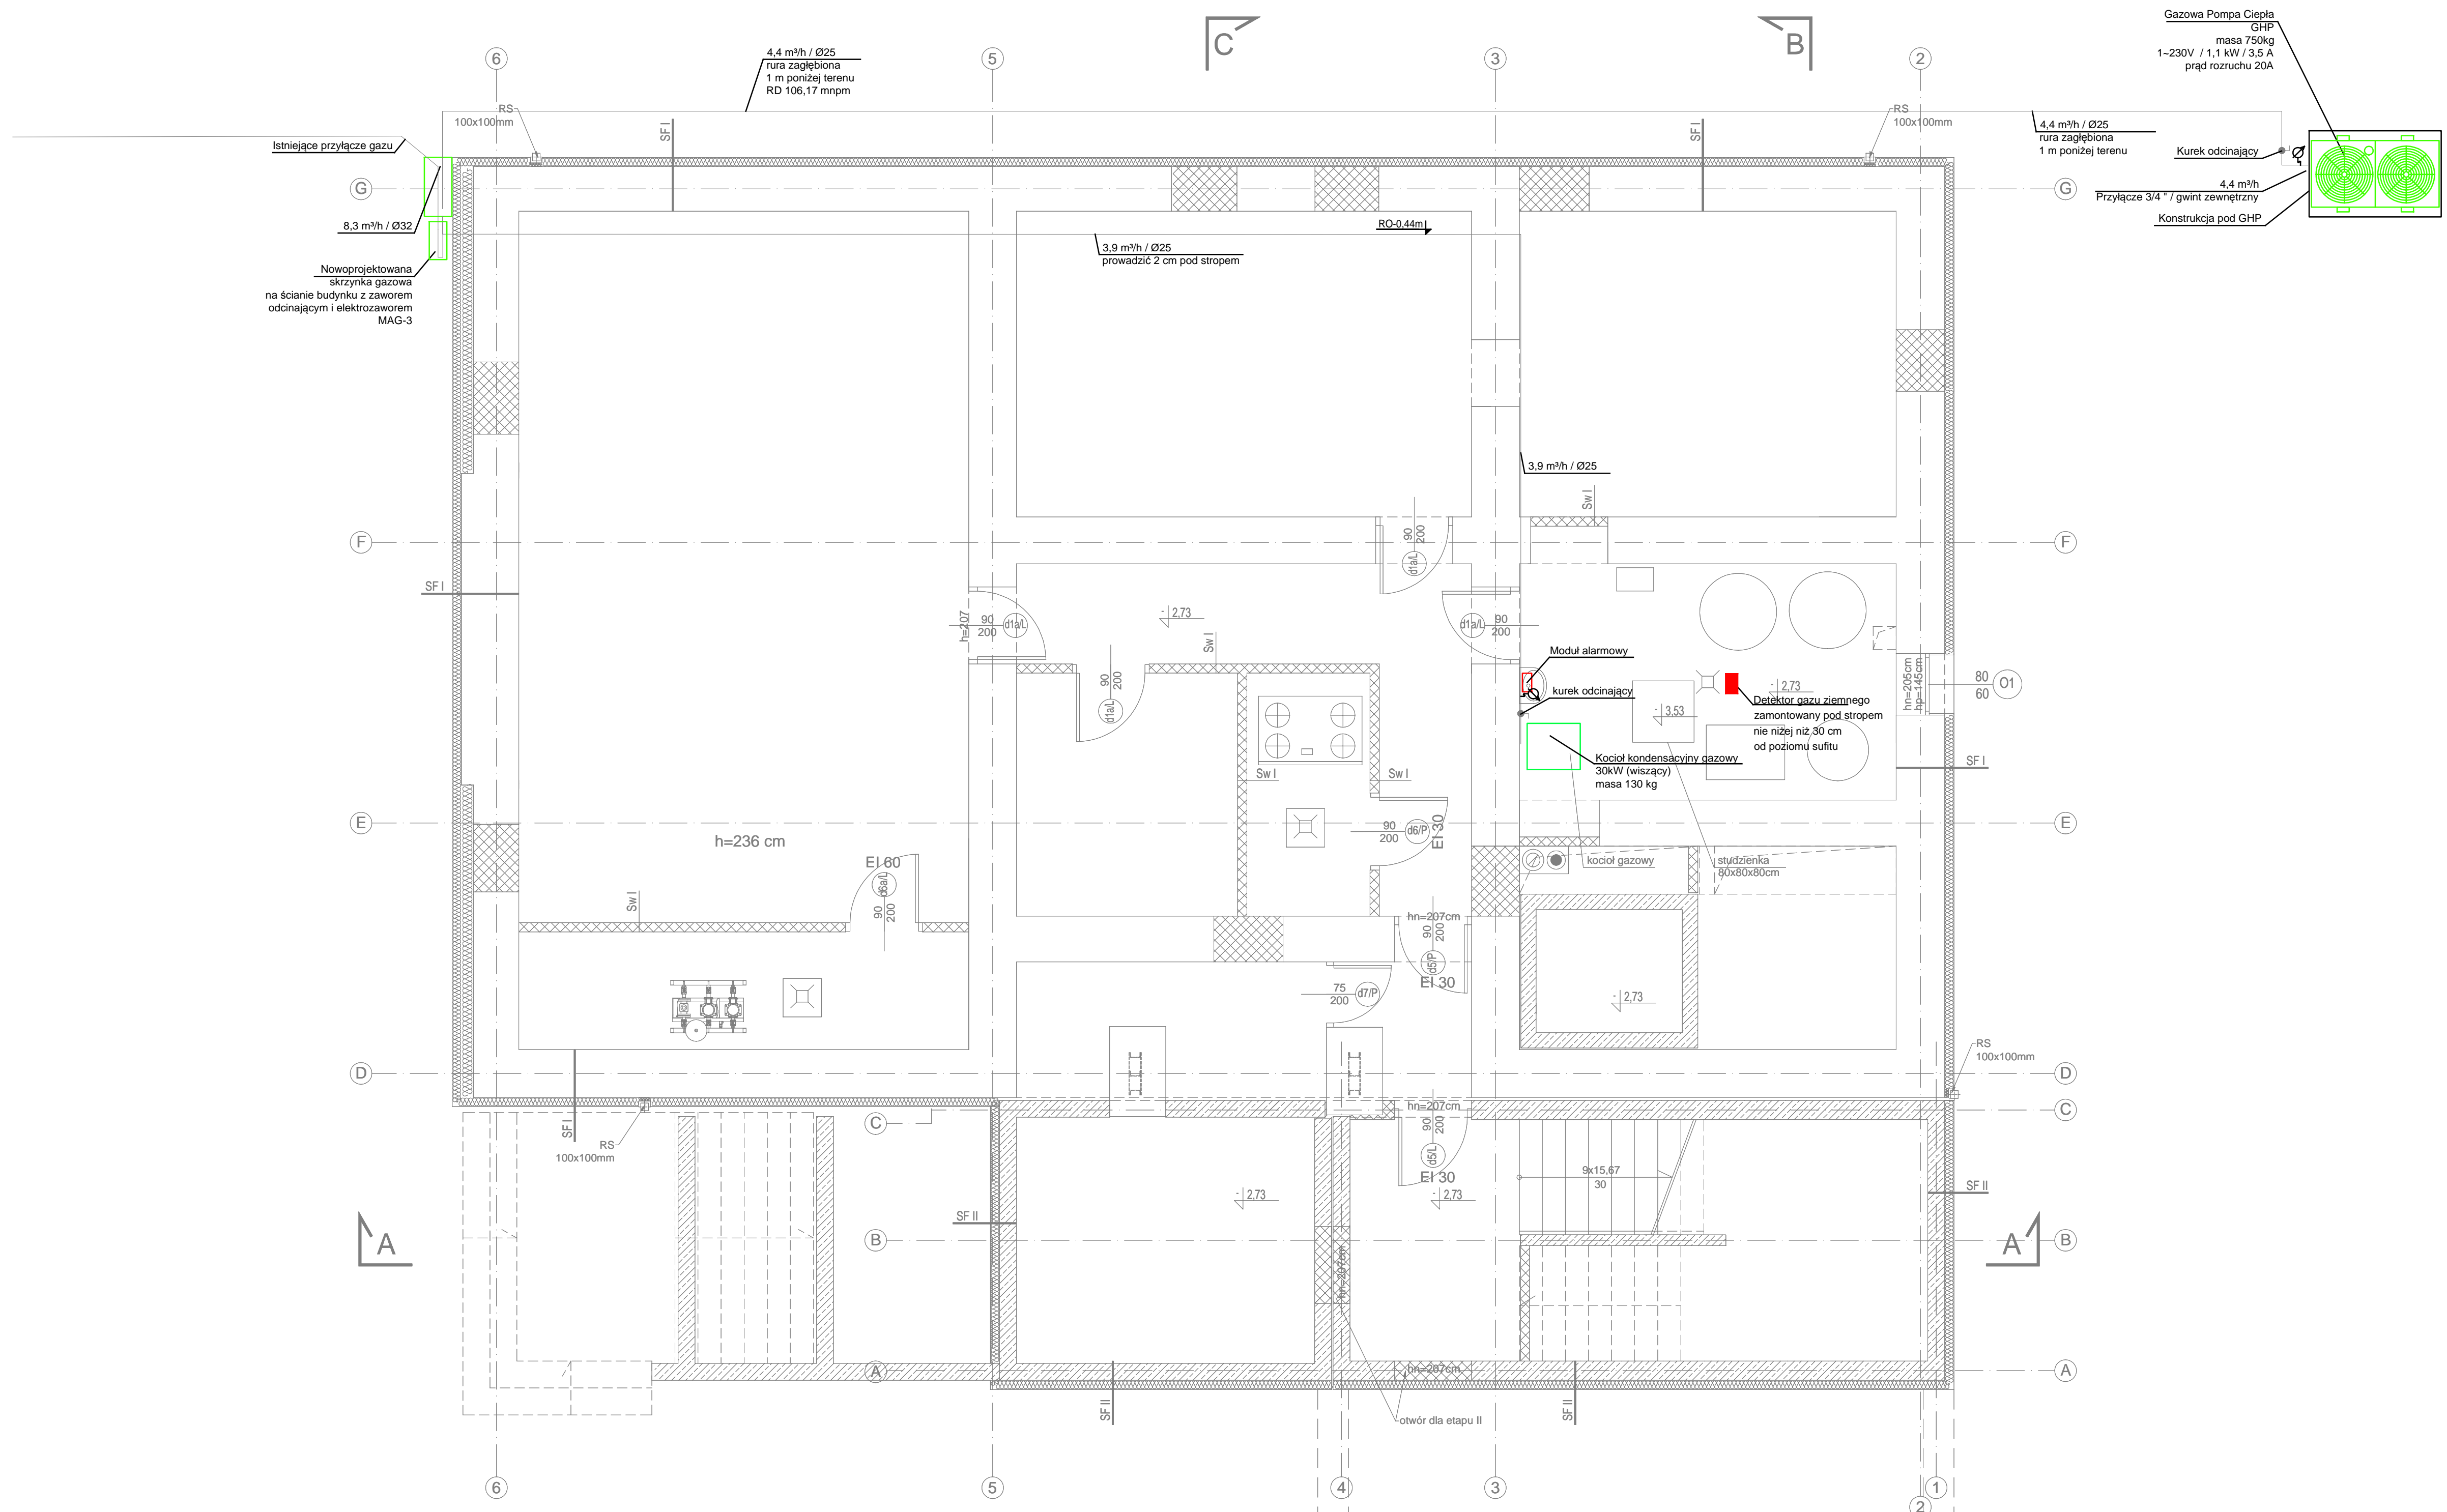 Gazowa Pompa Ciepła
GHP
masa 750kg
1~230V / 1,1 kW / 3,5 A
prąd rozruchu 20A
C
B
6
5
3
2
4,4 m³/h / Ø25
rura zagłębiona
1 m poniżej terenu
RD 106,17 mnpm
RS
100x100mm
SF I
SF I
RS
100x100mm
4,4 m³/h / Ø25
rura zagłębiona
1 m poniżej terenu
Kurek odcinający
4,4 m³/h
Przyłącze 3/4 " / gwint zewnętrzny
Konstrukcja pod GHP
Istniejące przyłącze gazu
G
G
8,3 m³/h / Ø32
RO-0,44m
3,9 m³/h / Ø25
prowadzić 2 cm pod stropem
Nowoprojektowana
skrzynka gazowa
na ścianie budynku z zaworem
odcinającym i elektrozaworem
MAG-3
3,9 m³/h / Ø25
Sw I
F
F
90
200
d1a/L
SF I
h=207
90
200
d1a/L
- 2,73
Sw I
d1a/L
90
200
90
200
d1a/L
Moduł alarmowy
kurek odcinający
- 2,73
- 3,53
Detektor gazu ziemnego
zamontowany pod stropem
nie niżej niż 30 cm
od poziomu sufitu
hn=205cm
hp=145cm
80
60
O1
Kocioł kondensacyjny gazowy
30kW (wiszący)
masa 130 kg
SF I
Sw I
Sw I
E
E
h=236 cm
90
200
d6/P
EI 30
EI 60
d6a/L
90
200
Sw I
kocioł gazowy
studzienka
80x80x80cm
hn=207cm
90
200
d5/P
EI 30
75
200
d7/P
- 2,73
D
D
RS
100x100mm
C
C
hn=207cm
90
200
d5/L
EI 30
SF I
RS
100x100mm
9x15,67
30
- 2,73
- 2,73
SF II
SF II
A
B
B
A
hn=207cm
A
A
hn=207cm
SF II
SF II
otwór dla etapu II
6
5
4
3
1
2